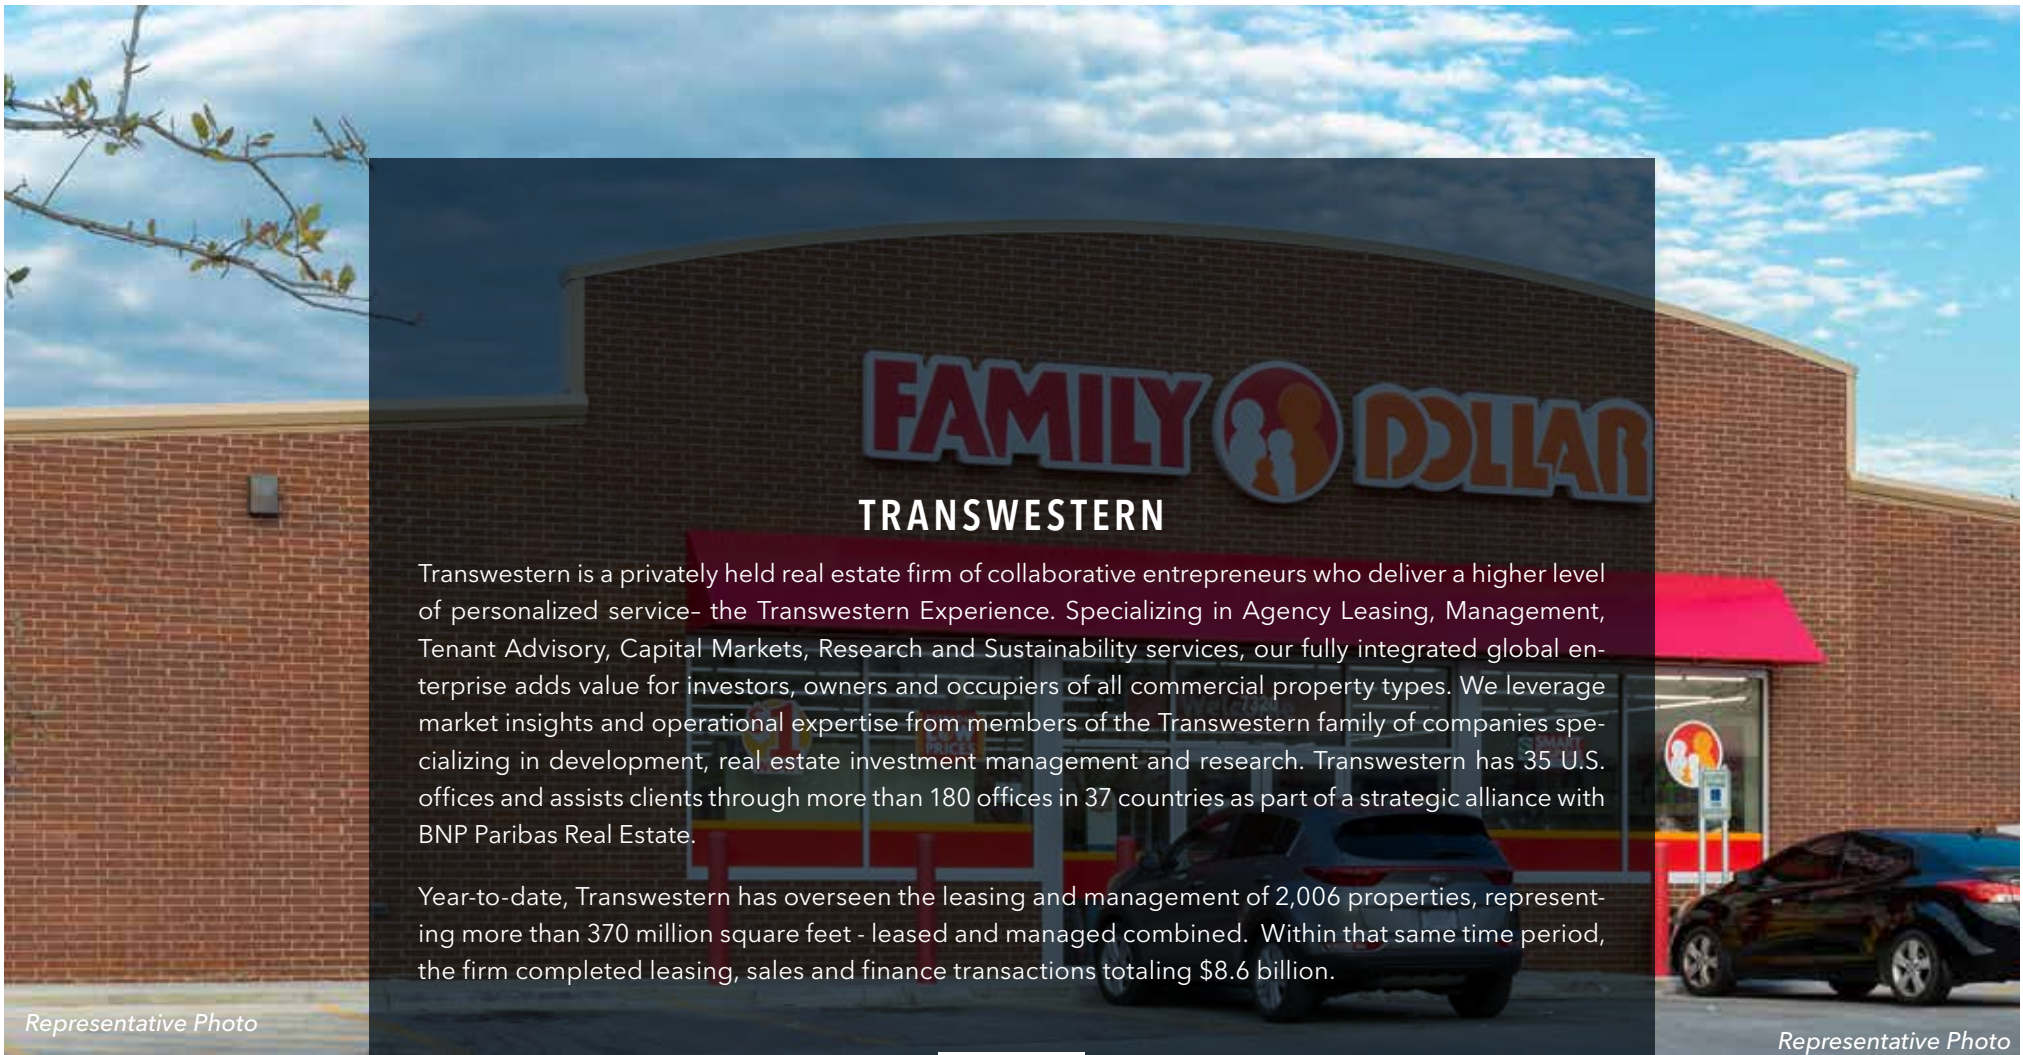 FAMILY DOLLAR
TRANSWESTERN
Transwestern is a privately held real estate firm of collaborative entrepreneurs who deliver a higher level
of personalized service– the Transwestern Experience. Specializing in Agency Leasing, Management,
Tenant Advisory, Capital Markets, Research and Sustainability services, our fully integrated global en-
terprise adds value for investors, owners and occupiers of all commercial property types. We leverage
market insights and operational expertise from members of the Transwestern family of companies spe-
cializing in development, real estate investment management and research. Transwestern has 35 U.S.
offices and assists clients through more than 180 offices in 37 countries as part of a strategic alliance with
BNP Paribas Real Estate.
Year-to-date, Transwestern has overseen the leasing and management of 2,006 properties, represent-
ing more than 370 million square feet - leased and managed combined.  Within that same time period,
the firm completed leasing, sales and finance transactions totaling $8.6 billion.
$1
LOW
PRICES
SMART
Representative Photo
Representative Photo